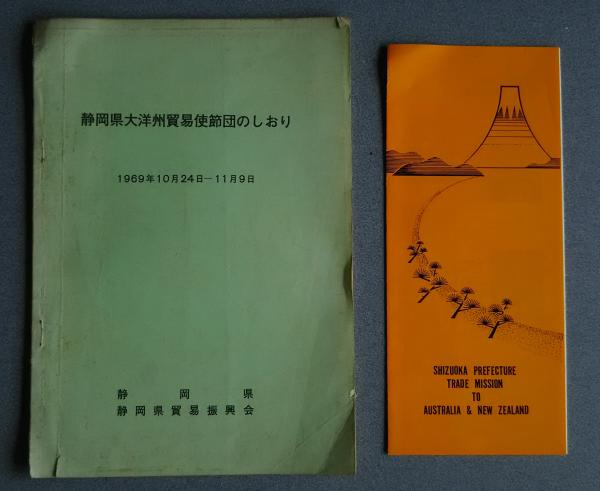 静岡県大洋州貿易使節団のしおり
1969年10月24日－11月9日
静岡県
静岡県貿易振興会
SHIZUOKA PREFECTURE
TRADE MISSION
TO
AUSTRALIA & NEW ZEALAND